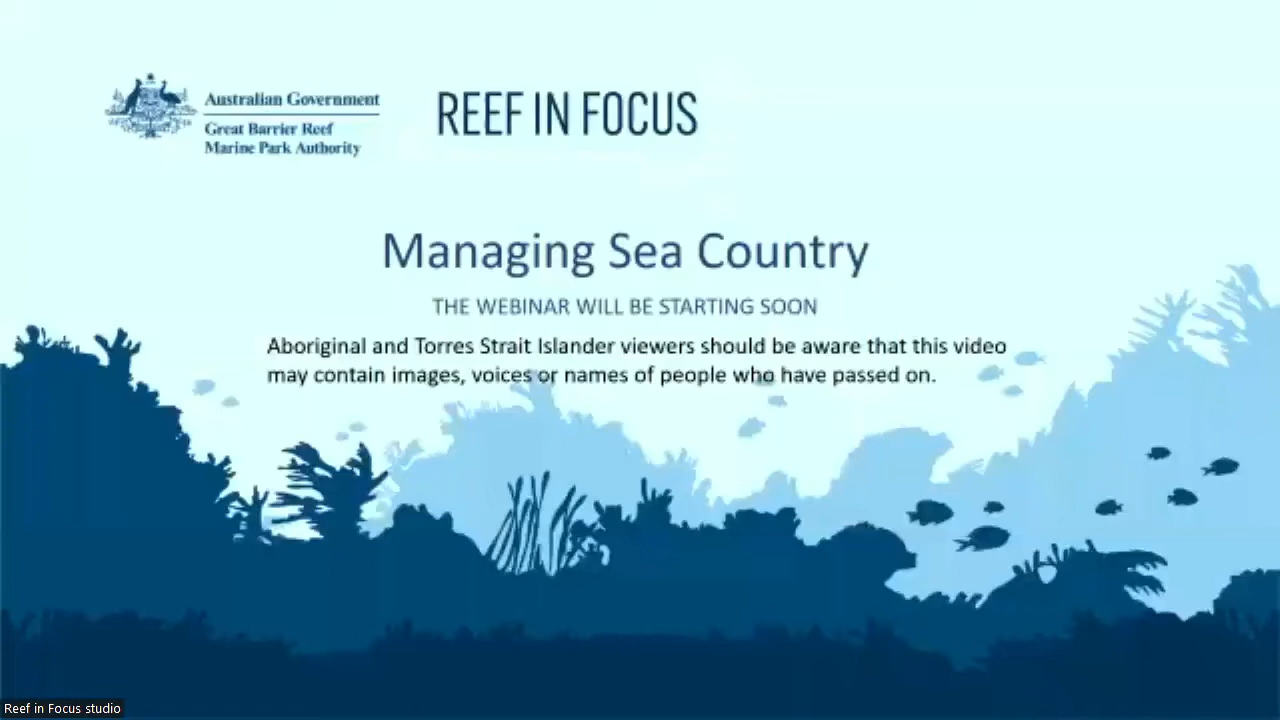 Australian Government
Great Barrier Reef
Marine Park Authority
REEF IN FOCUS
Managing Sea Country
THE WEBINAR WILL BE STARTING SOON
Aboriginal and Torres Strait Islander viewers should be aware that this video
may contain images, voices or names of people who have passed on.
Reef in Focus studio